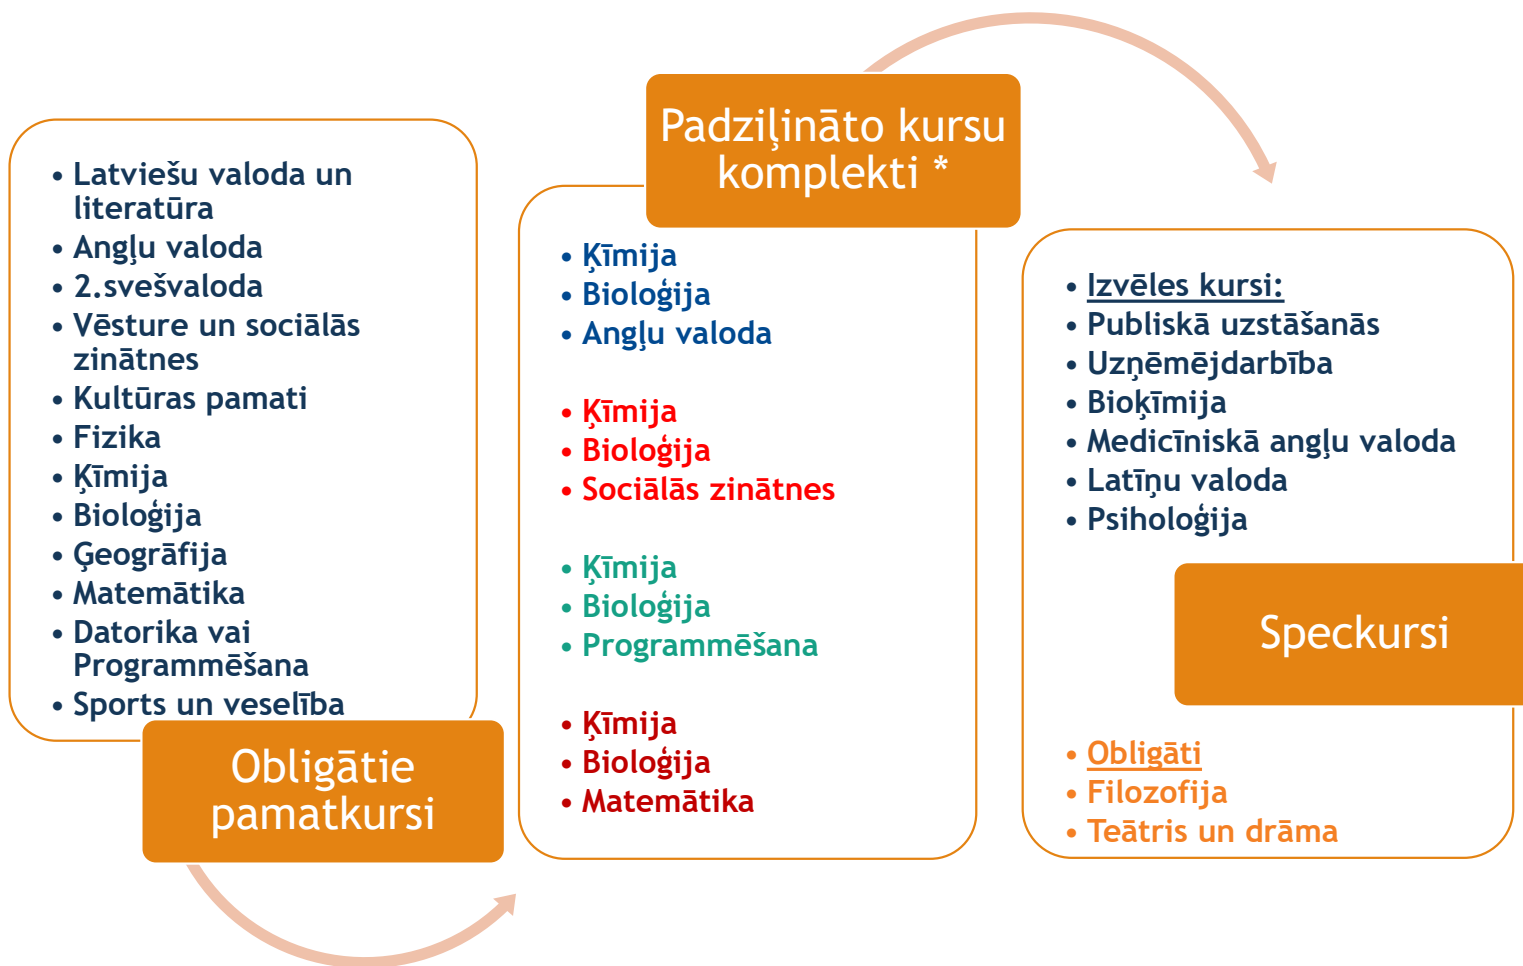 • Latviešu valoda un
literatūra
• Angļu valoda
• 2.svešvaloda
• Vēsture un sociālās
zinātnes
• Kultūras pamati
• Fizika
• Ķīmija
• Bioloģija
• Ģeogrāfija
• Matemātika
• Datorika vai
Programmēšana
• Sports un veselība
Obligātie
pamatkursi
Padziļināto kursu
komplekti *
• Ķīmija
• Bioloģija
• Angļu valoda
• Ķīmija
• Bioloģija
• Sociālās zinātnes
• Ķīmija
• Bioloģija
• Programmēšana
• Ķīmija
• Bioloģija
• Matemātika
• Izvēles kursi:
• Publiskā uzstāšanās
• Uzņēmējdarbība
• Bioķīmija
• Medicīniskā angļu valoda
• Latīņu valoda
• Psiholoģija
Speckursi
• Obligāti
• Filozofija
• Teātris un drāma